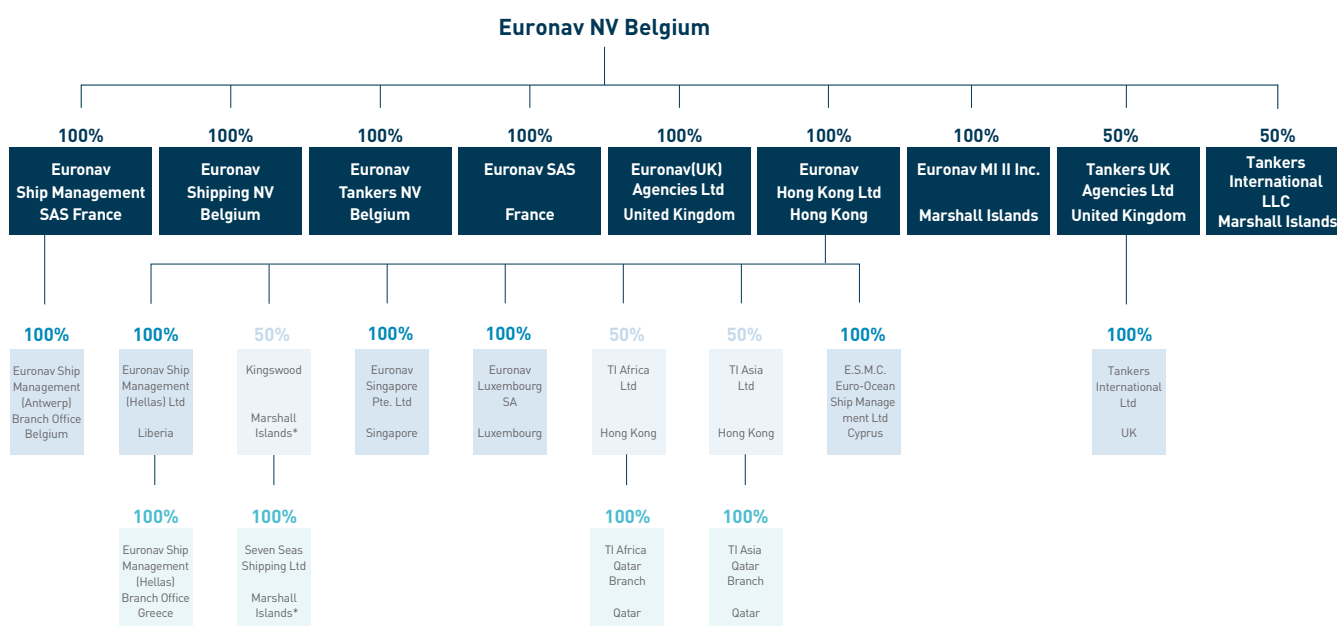 Euronav NV Belgium
100%
Euronav
Ship Management
SAS France
100%
Euronav
Shipping NV
Belgium
100%
Euronav
Tankers NV
Belgium
100%
Euronav SAS
France
100%
Euronav(UK)
Agencies Ltd
United Kingdom
100%
Euronav
Hong Kong Ltd
Hong Kong
100%
Euronav MI II Inc.
Marshall Islands
50%
Tankers UK
Agencies Ltd
United Kingdom
50%
Tankers
International
LLC
Marshall Islands
100%
Euronav Ship
Management
(Antwerp)
Branch Office
Belgium
100%
Euronav Ship
Management
(Hellas) Ltd
Liberia
50%
Kingswood
Marshall
Islands*
100%
Euronav
Singapore
Pte. Ltd
Singapore
100%
Euronav
Luxembourg
SA
Luxembourg
50%
TI Africa
Ltd
Hong Kong
50%
TI Asia
Ltd
Hong Kong
100%
E.S.M.C.
Euro-Ocean
Ship Manage
ment Ltd
Cyprus
100%
Tankers
International
Ltd
UK
100%
Euronav Ship
Management
(Hellas)
Branch Office
Greece
100%
Seven Seas
Shipping Ltd
Marshall
Islands*
100%
TI Africa
Qatar
Branch
Qatar
100%
TI Asia
Qatar
Branch
Qatar